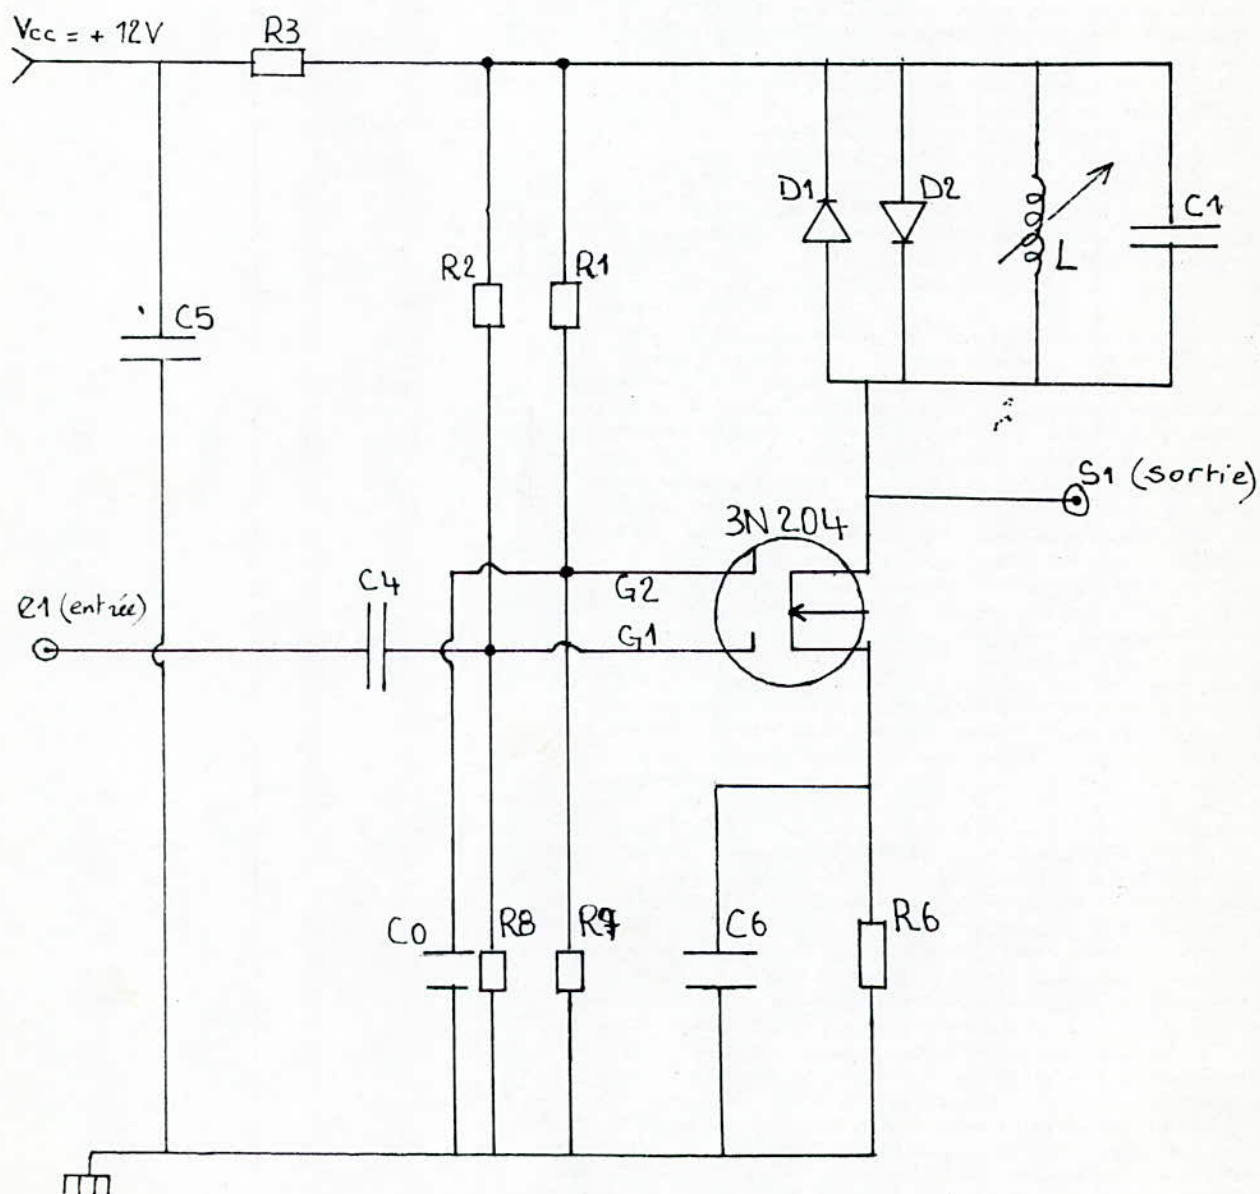 Vcc = + 12V
R3
D1
D2
C1
L
R2
R1
C5
S1 (sortie)
3N204
G2
C4
e1 (entrée)
G1
C0
R8
C6
R6